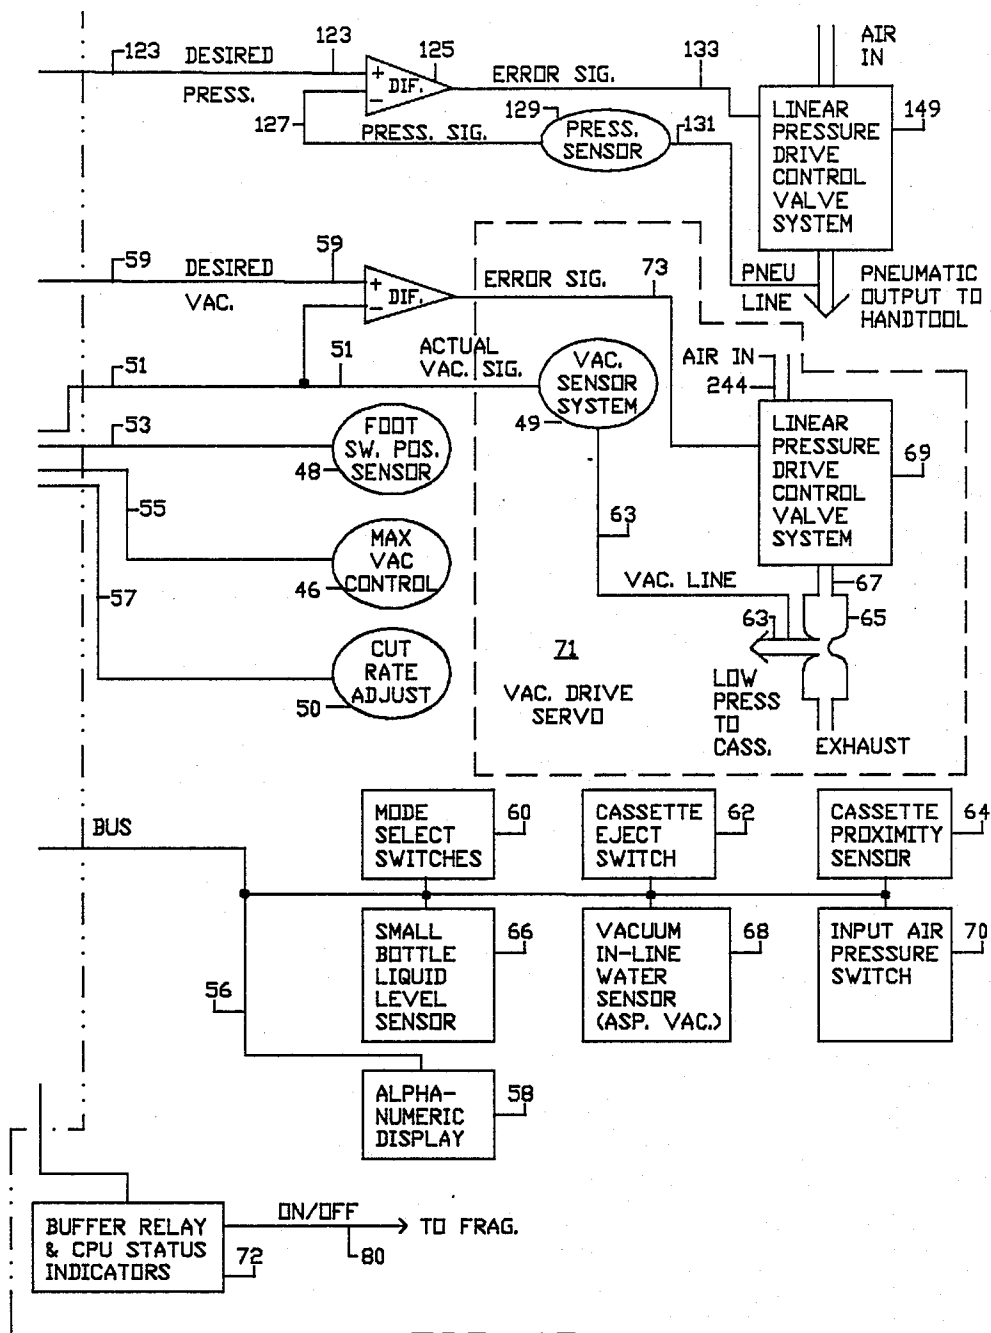 123
DESIRED
PRESS.
123
+
-
DIF.
125
ERROR SIG.
133
AIR
IN
127
PRESS. SIG.
129
PRESS.
SENSOR
131
LINEAR
PRESSURE
DRIVE
CONTROL
VALVE
SYSTEM
149
59
DESIRED
VAC.
59
+
-
DIF.
ERROR SIG.
73
PNEU
LINE
PNEUMATIC
OUTPUT TO
HANDTOOL
51
ACTUAL
VAC. SIG.
51
VAC.
SENSOR
SYSTEM
49
AIR IN
244
53
FOOT
SW. POS.
SENSOR
48
LINEAR
PRESSURE
DRIVE
CONTROL
VALVE
SYSTEM
69
55
MAX
VAC
CONTROL
46
63
VAC. LINE
67
57
63
65
CUT
RATE
ADJUST
50
71
VAC. DRIVE
SERVO
LOW
PRESS
TO
CASS.
EXHAUST
BUS
MODE
SELECT
SWITCHES
60
CASSETTE
EJECT
SWITCH
62
CASSETTE
PROXIMITY
SENSOR
64
SMALL
BOTTLE
LIQUID
LEVEL
SENSOR
66
VACUUM
IN-LINE
WATER
SENSOR
(ASP. VAC.)
68
INPUT AIR
PRESSURE
SWITCH
70
56
ALPHA-
NUMERIC
DISPLAY
58
BUFFER RELAY
& CPU STATUS
INDICATORS
72
ON/OFF
80
TO FRAG.